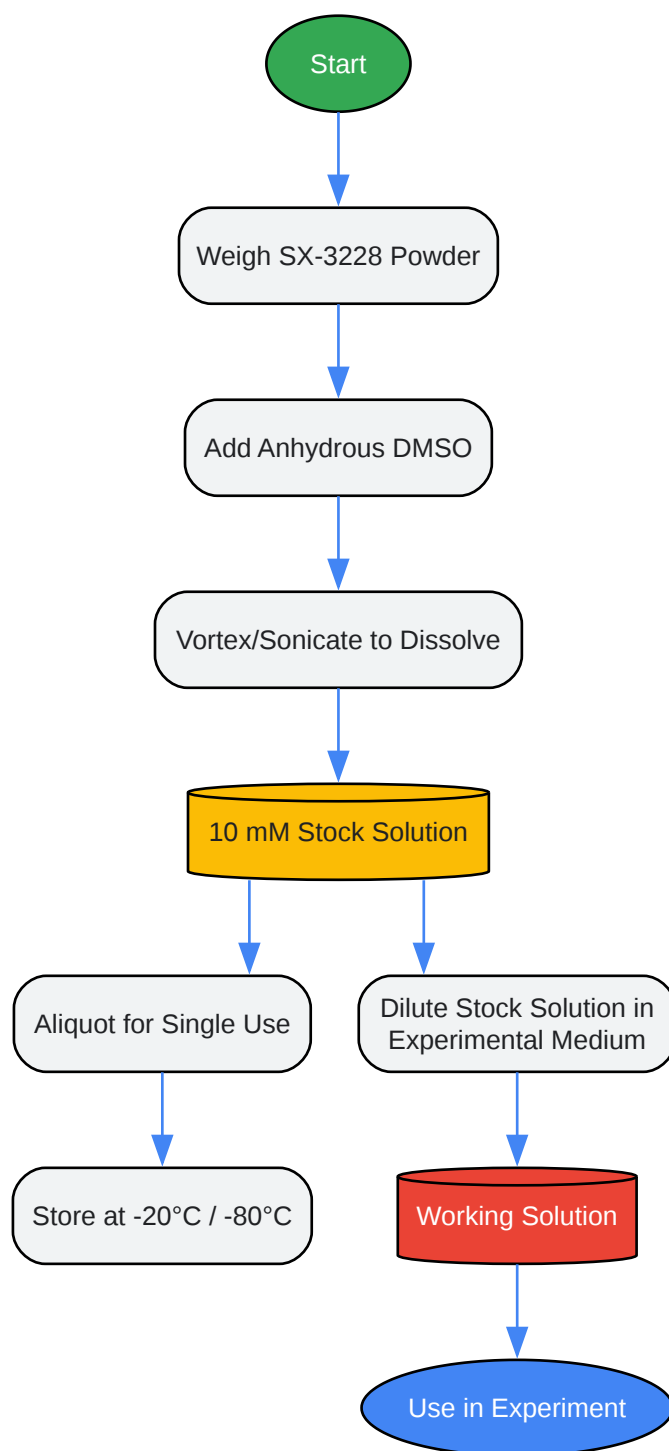 Start
Weigh SX-3228 Powder
Add Anhydrous DMSO
Vortex/Sonicate to Dissolve
10 mM Stock Solution
Aliquot for Single Use
Dilute Stock Solution in
Experimental Medium
Store at -20°C / -80°C
Working Solution
Use in Experiment